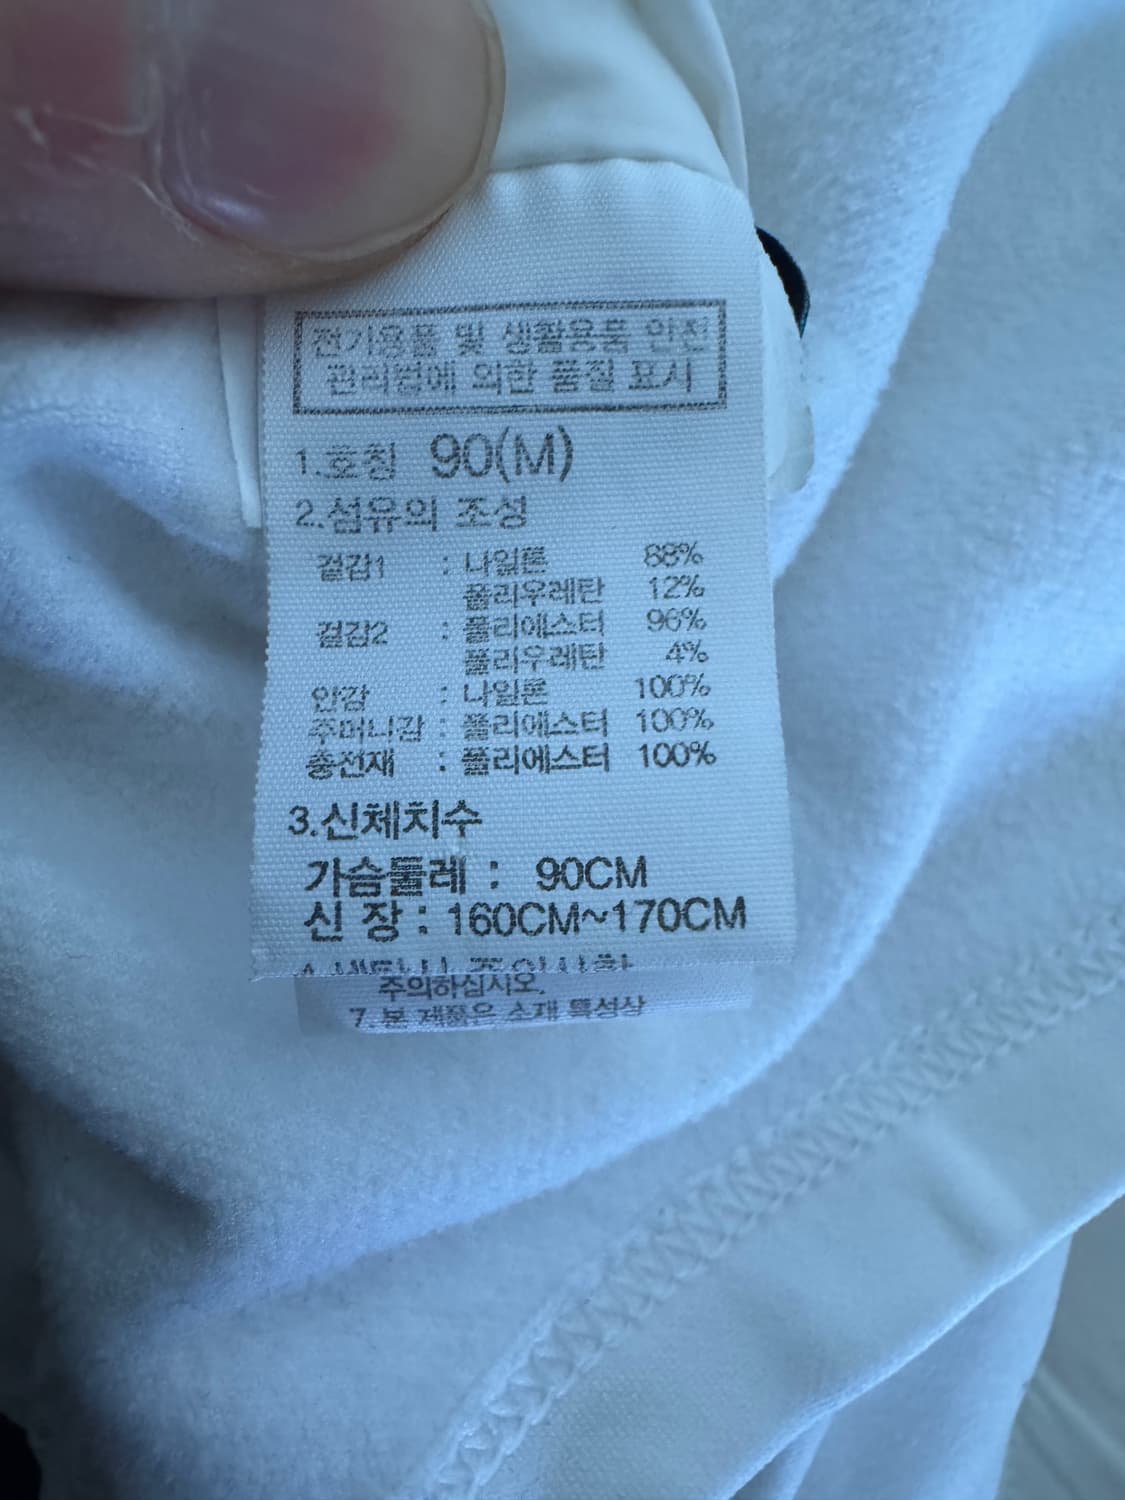 전기용품 및 생활용품 안전
관리법에 의한 품질 표시
1.호칭 90(M)
2.섬유의 조성
겉감1 : 나일론 88%
폴리우레탄 12%
겉감2 : 폴리에스터 96%
폴리우레탄 4%
안감 : 나일론 100%
주머니감 : 폴리에스터 100%
충전재 : 폴리에스터 100%
3.신체치수
가슴둘레 : 90CM
신 장 : 160CM~170CM
주의하십시오.
7. 본 제품은 소재 특성상